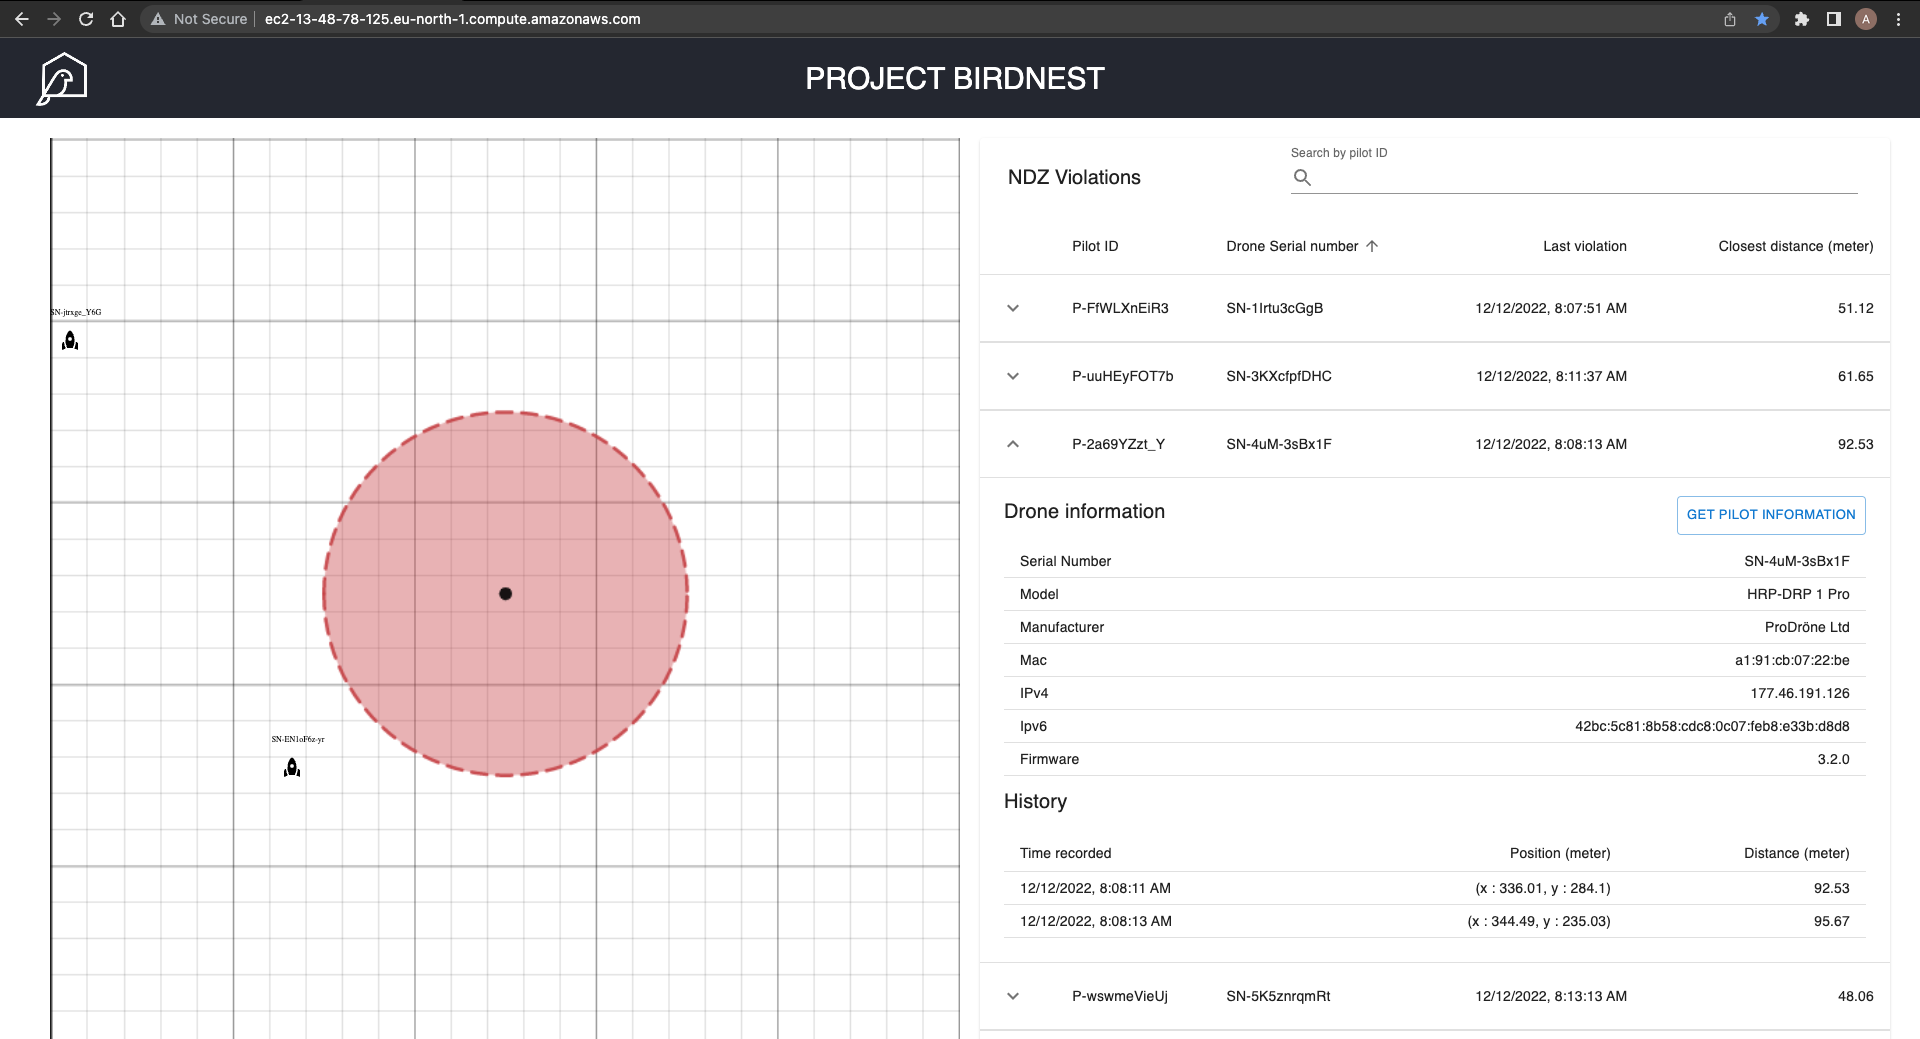 Not Secure ec2-13-48-78-125.eu-north-1.compute.amazonaws.com A
PROJECT BIRDNEST
SN-jtrxge_Y6G
SN-EN1oF6z-yr
NDZ Violations
Search by pilot ID
Pilot ID Drone Serial number Last violation Closest distance (meter)
P-FfWLXnEiR3 SN-1Irtu3cGgB 12/12/2022, 8:07:51 AM 51.12
P-uuHEyFOT7b SN-3KXcfpfDHC 12/12/2022, 8:11:37 AM 61.65
P-2a69YZzt_Y SN-4uM-3sBx1F 12/12/2022, 8:08:13 AM 92.53
Drone information GET PILOT INFORMATION
Serial Number SN-4uM-3sBx1F
Model HRP-DRP 1 Pro
Manufacturer ProDröne Ltd
Mac a1:91:cb:07:22:be
IPv4 177.46.191.126
Ipv6 42bc:5c81:8b58:cdc8:0c07:feb8:e33b:d8d8
Firmware 3.2.0
History
Time recorded Position (meter) Distance (meter)
12/12/2022, 8:08:11 AM (x : 336.01, y : 284.1) 92.53
12/12/2022, 8:08:13 AM (x : 344.49, y : 235.03) 95.67
P-wswmeVieUj SN-5K5znrqmRt 12/12/2022, 8:13:13 AM 48.06